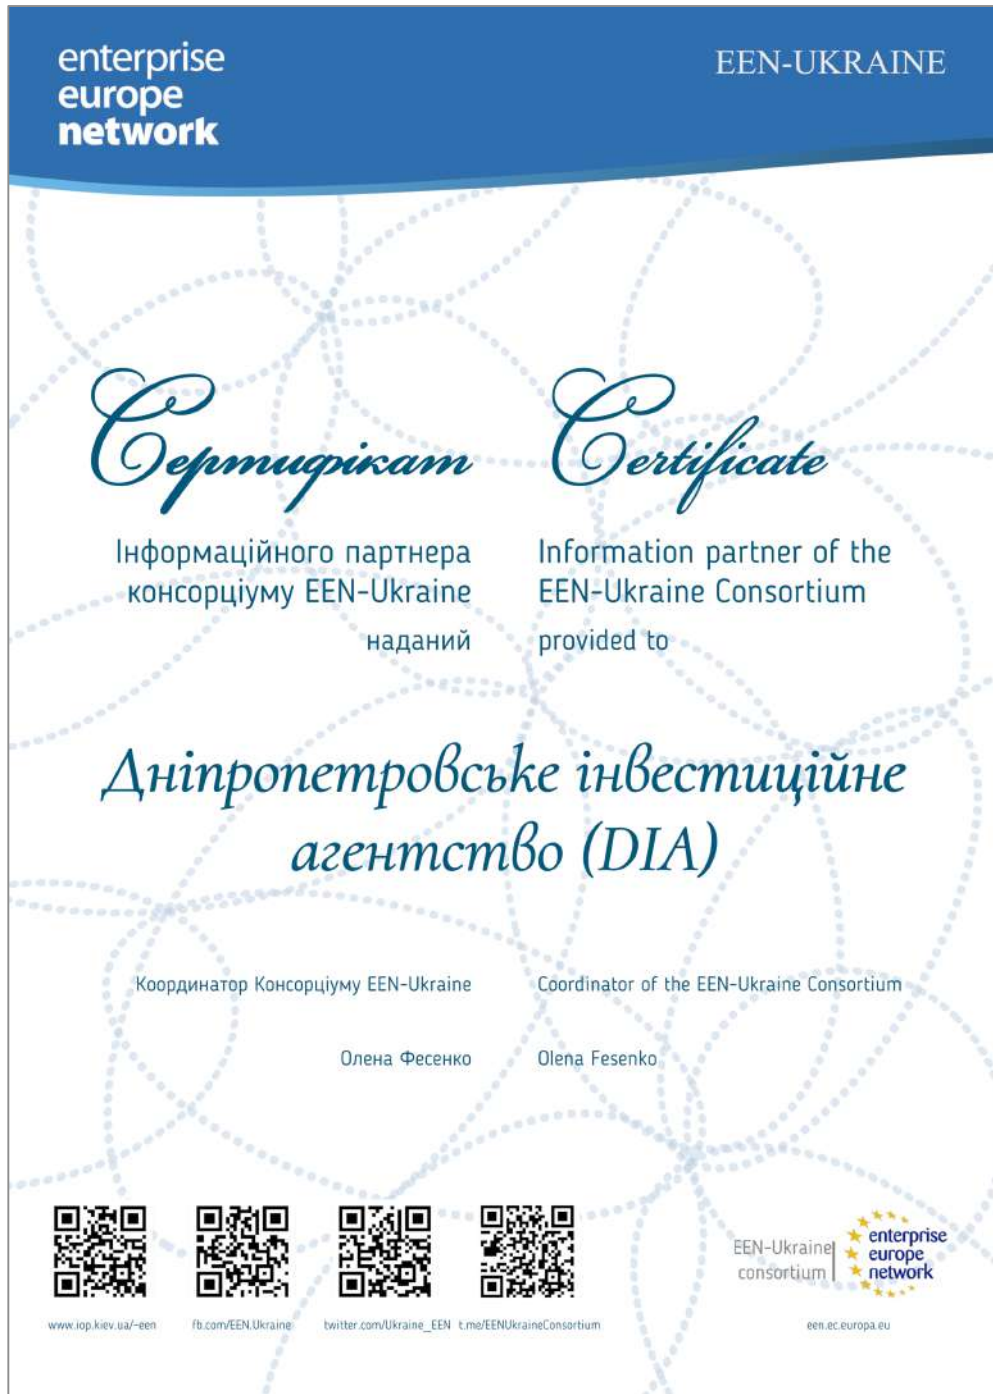 enterprise
europe
network
EEN-UKRAINE
Сертифікат
Certificate
Інформаційного партнера
консорціуму EEN-Ukraine
наданий
Information partner of the
EEN-Ukraine Consortium
provided to
Дніпропетровське інвестиційне
агентство (DIA)
Координатор Консорціуму EEN-Ukraine
Coordinator of the EEN-Ukraine Consortium
Олена Фесенко
Olena Fesenko
EEN-Ukraine
consortium
enterprise
europe
network
www.iop.kiev.ua/~een
fb.com/EEN.Ukraine
twitter.com/Ukraine_EEN
t.me/EENUkraineConsortium
een.ec.europa.eu